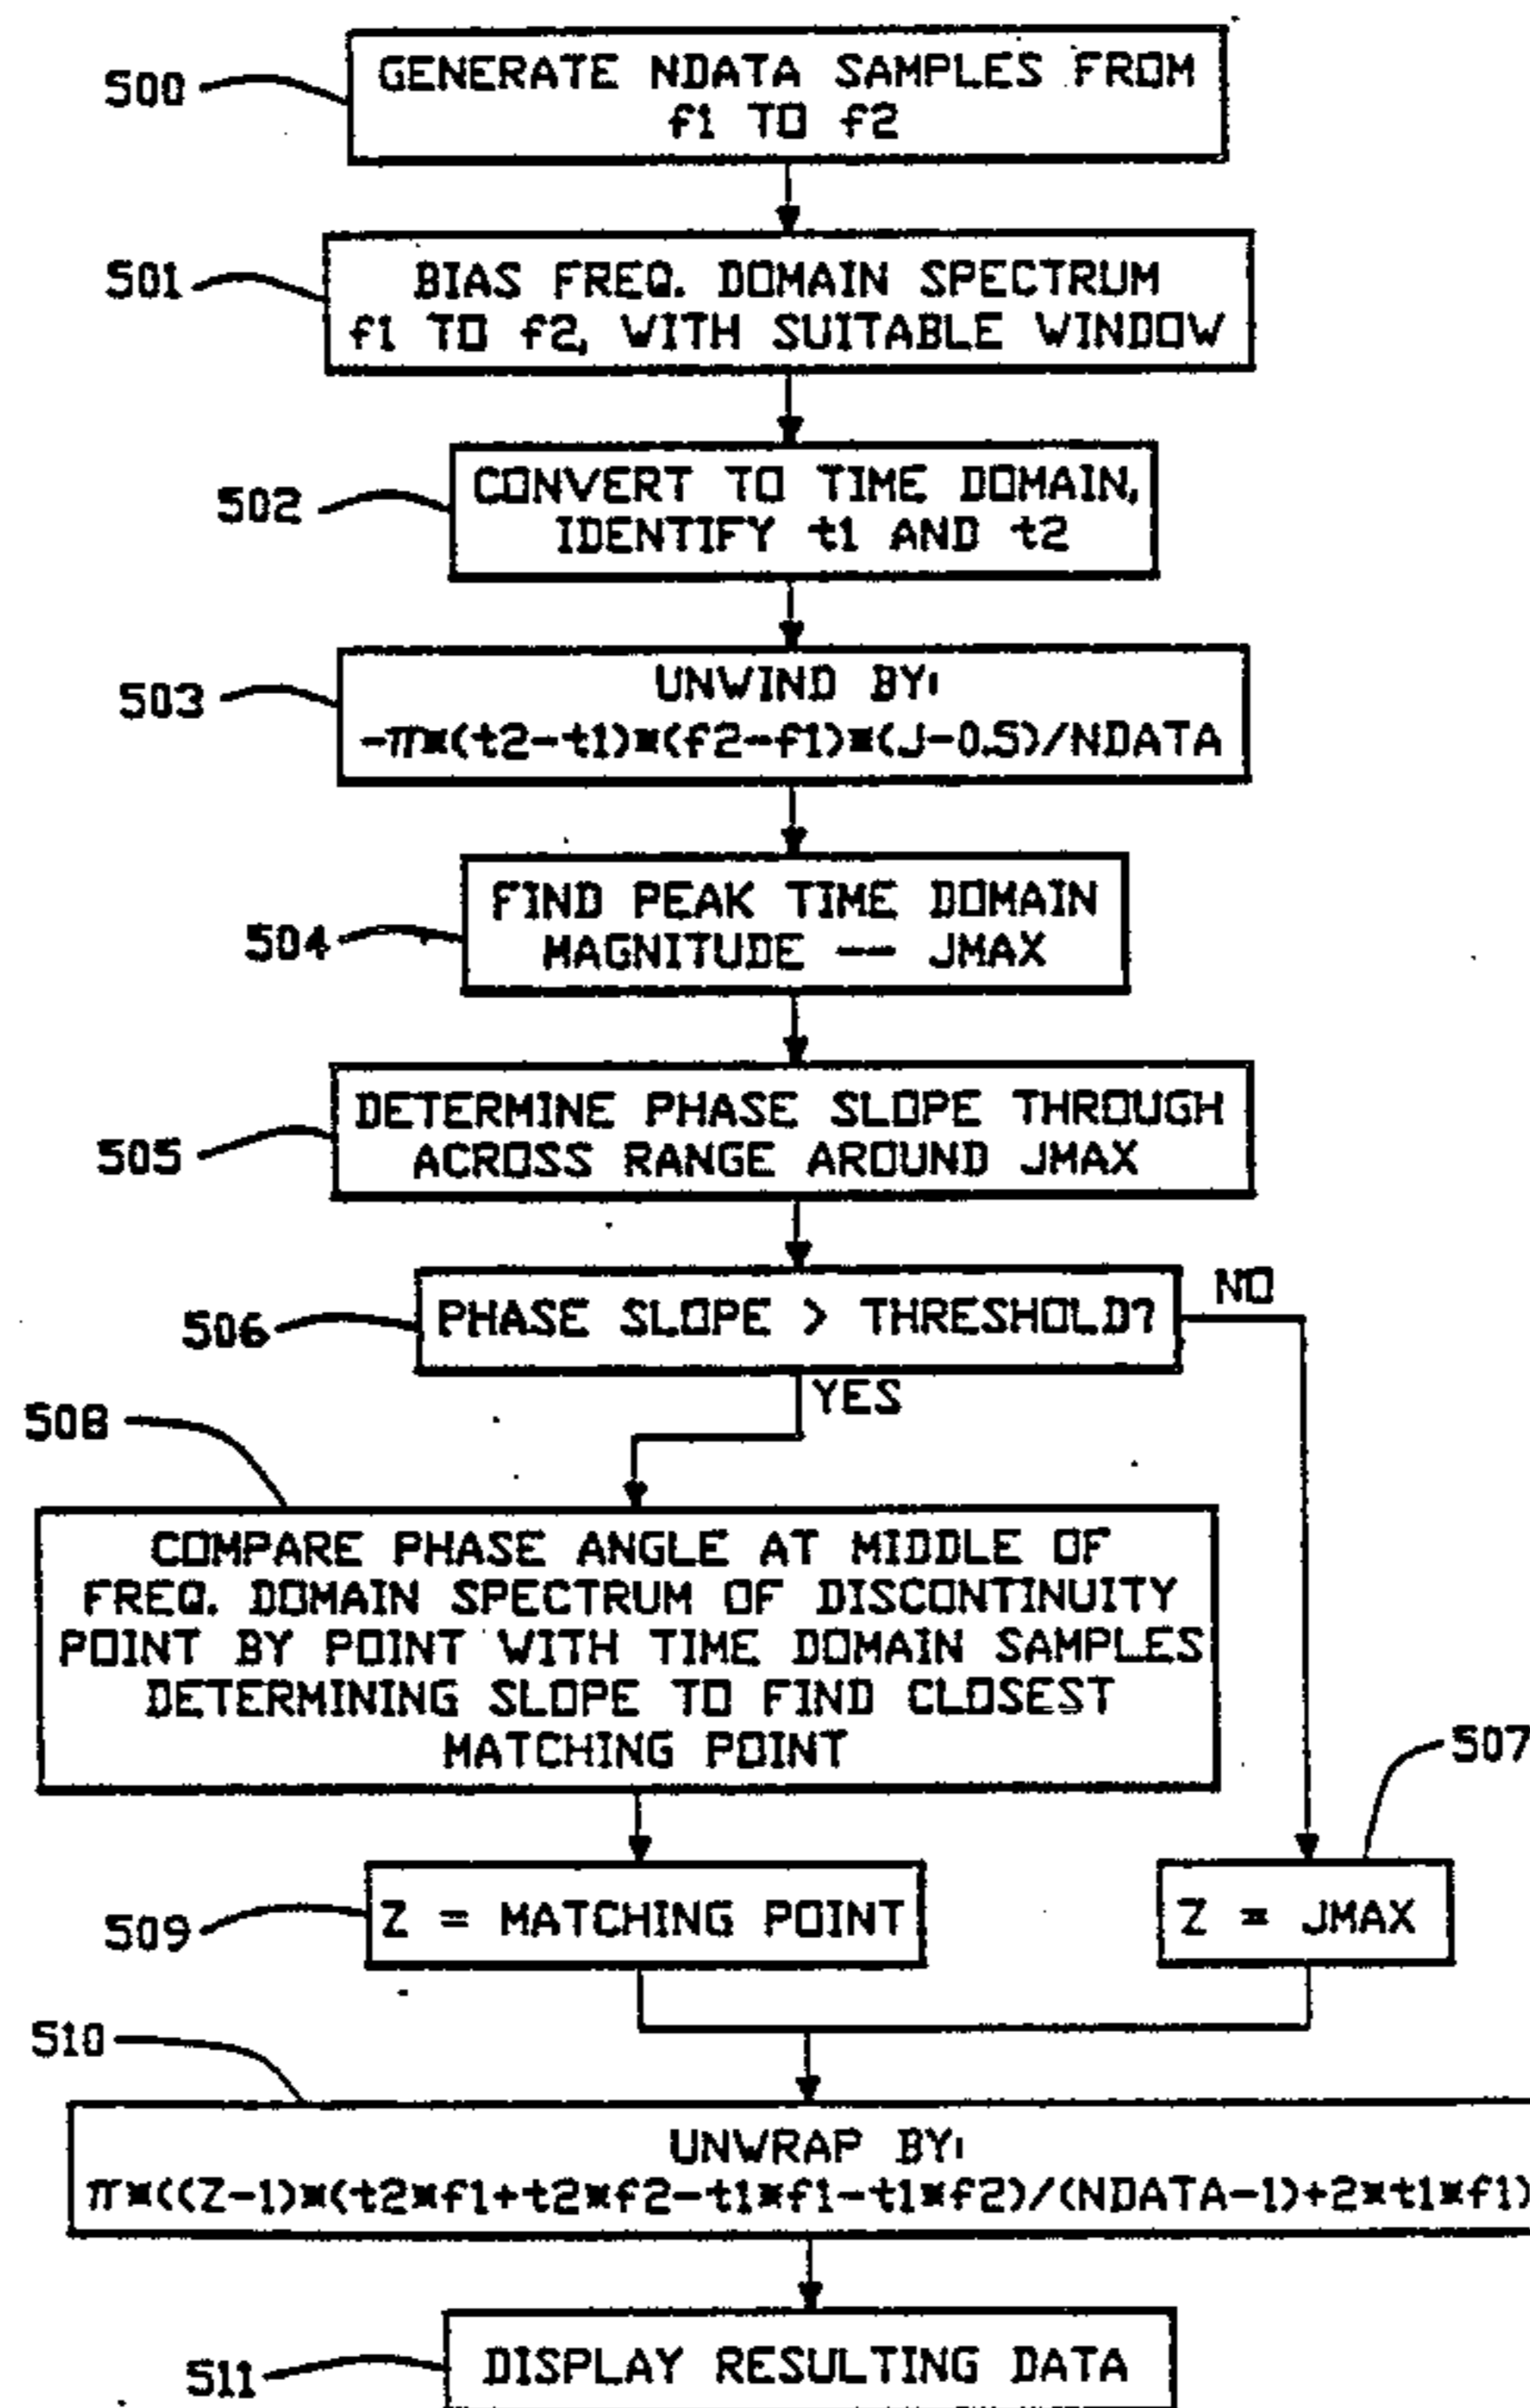 500
GENERATE NDATA SAMPLES FROM
f1 TO f2
501
BIAS FREQ. DOMAIN SPECTRUM
f1 TO f2, WITH SUITABLE WINDOW
502
CONVERT TO TIME DOMAIN,
IDENTIFY t1 AND t2
503
UNWIND BY:
-π*(t2-t1)*(f2-f1)*(J-0.5)/NDATA
504
FIND PEAK TIME DOMAIN
MAGNITUDE -- JMAX
505
DETERMINE PHASE SLOPE THROUGH
ACROSS RANGE AROUND JMAX
506
PHASE SLOPE > THRESHOLD?
NO
YES
508
COMPARE PHASE ANGLE AT MIDDLE OF
FREQ. DOMAIN SPECTRUM OF DISCONTINUITY
POINT BY POINT WITH TIME DOMAIN SAMPLES
DETERMINING SLOPE TO FIND CLOSEST
MATCHING POINT
507
509
Z = MATCHING POINT
Z = JMAX
510
UNWRAP BY:
π*((Z-1)*(t2*f1+t2*f2-t1*f1-t1*f2)/(NDATA-1)+2*t1*f1)
511
DISPLAY RESULTING DATA